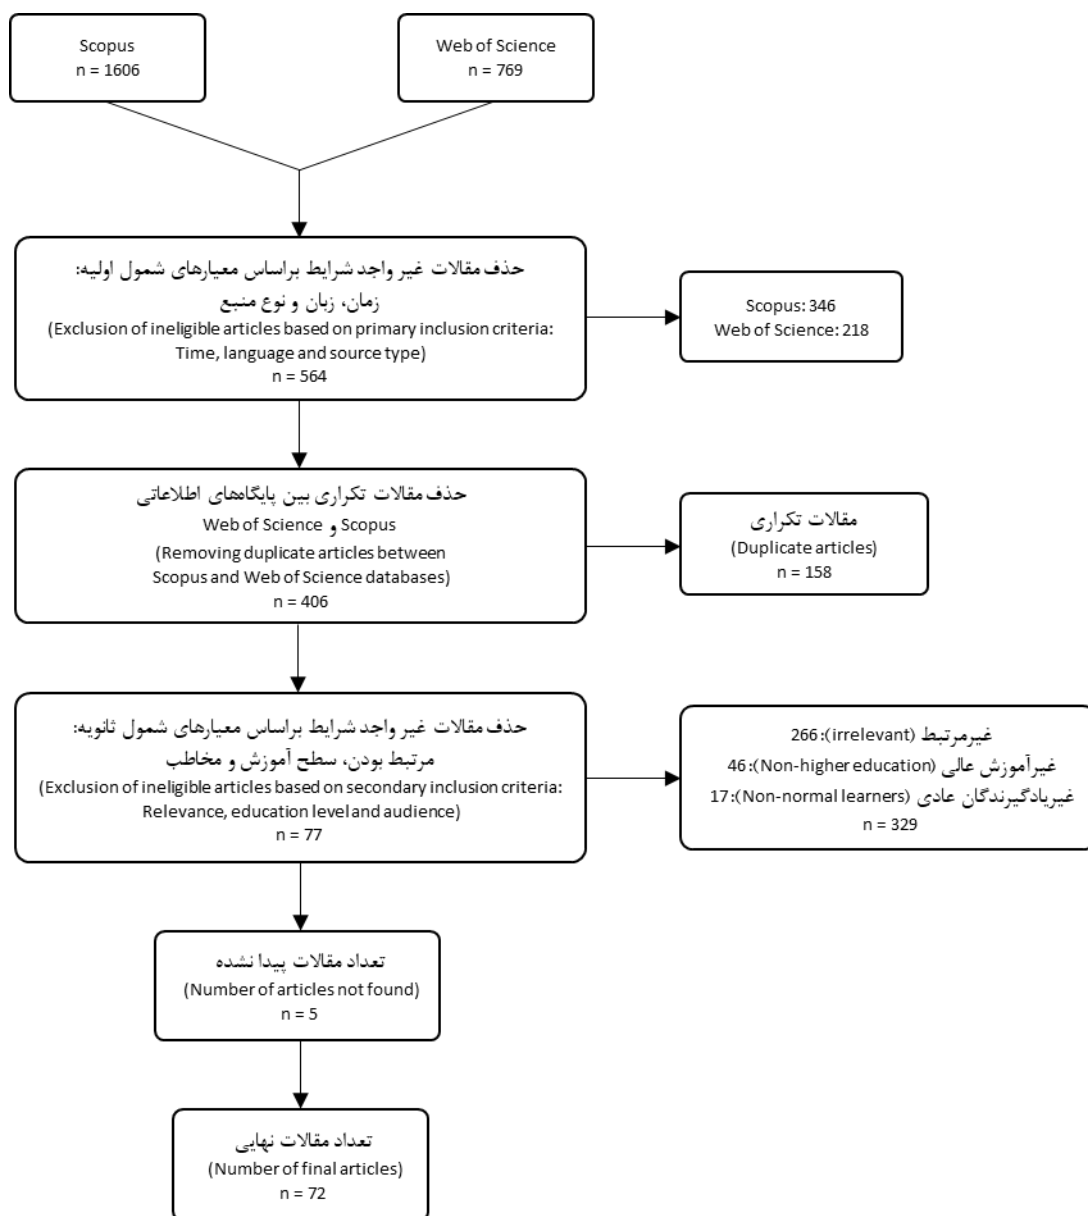 Scopus
n = 1606
Web of Science
n = 769
حذف مقالات غیر واجد شرایط براساس معیارهای شمول اولیه:
زمان، زبان و نوع منبع
(Exclusion of ineligible articles based on primary inclusion criteria:
Time, language and source type)
n = 564
Scopus: 346
Web of Science: 218
حذف مقالات تکراری بین پایگاه‌های اطلاعاتی
Scopus و Web of Science
(Removing duplicate articles between
Scopus and Web of Science databases)
n = 406
مقالات تکراری
(Duplicate articles)
n = 158
حذف مقالات غیر واجد شرایط براساس معیارهای شمول ثانویه:
مرتبط بودن، سطح آموزش و مخاطب
(Exclusion of ineligible articles based on secondary inclusion criteria:
Relevance, education level and audience)
n = 77
غیرمرتبط (irrelevant): 266
غیرآموزش عالی (Non-higher education): 46
غیریادگیرندگان عادی (Non-normal learners): 17
n = 329
تعداد مقالات پیدا نشده
(Number of articles not found)
n = 5
تعداد مقالات نهایی
(Number of final articles)
n = 72